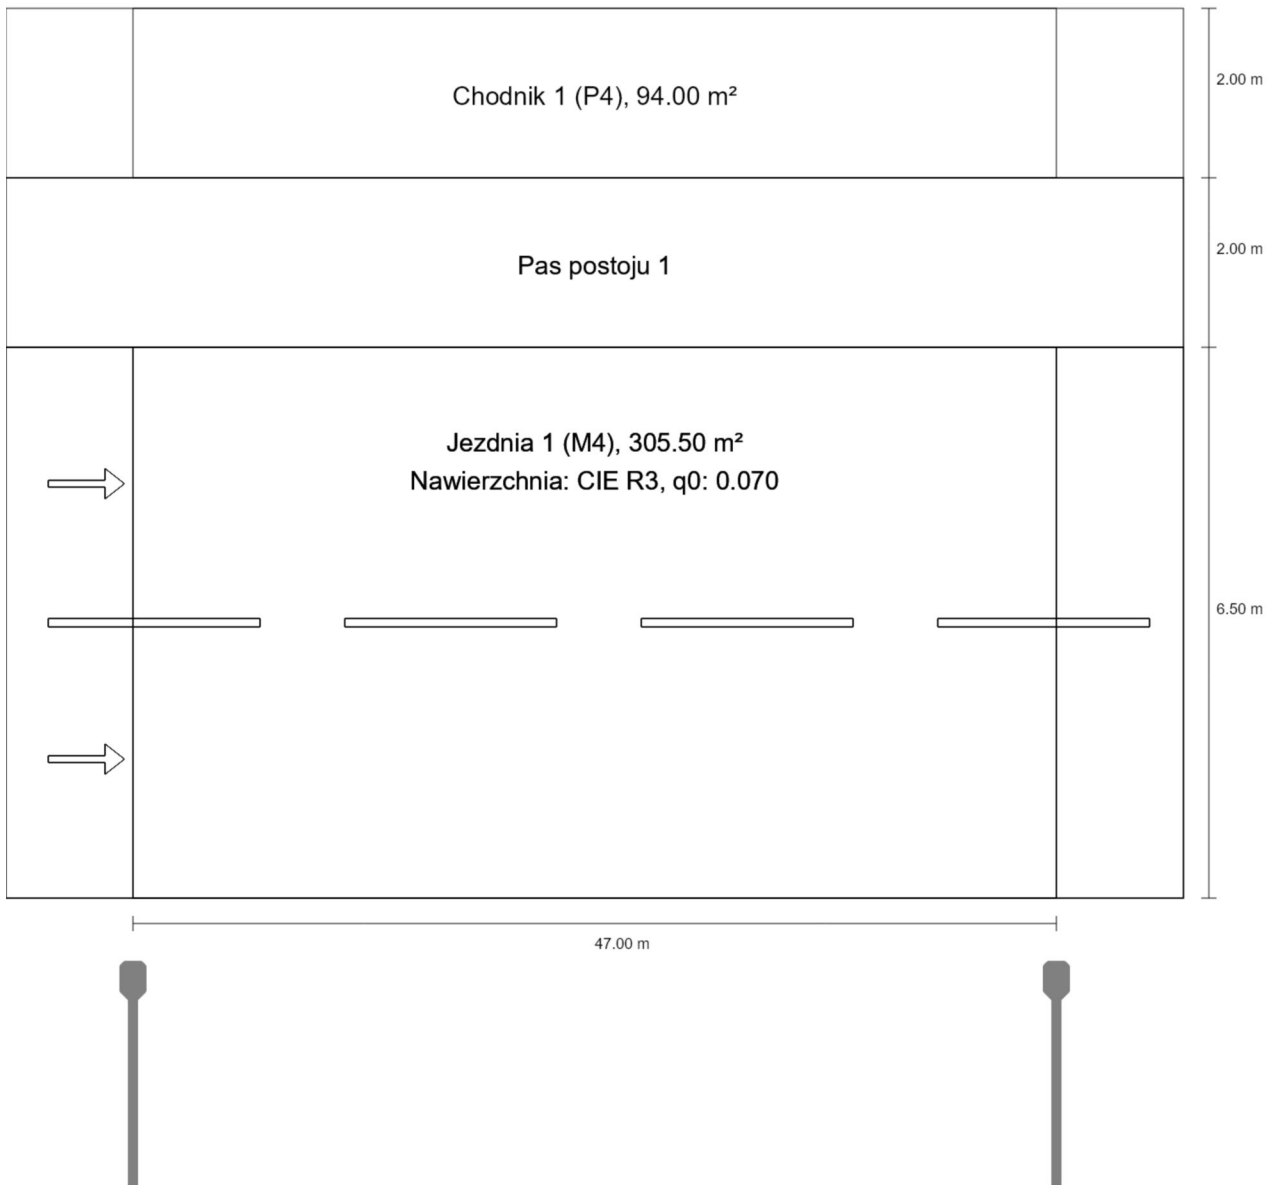 Chodnik 1 (P4), 94.00 m²
2.00 m
Pas postoju 1
2.00 m
Jezdnia 1 (M4), 305.50 m²
Nawierzchnia: CIE R3, q0: 0.070
6.50 m
47.00 m